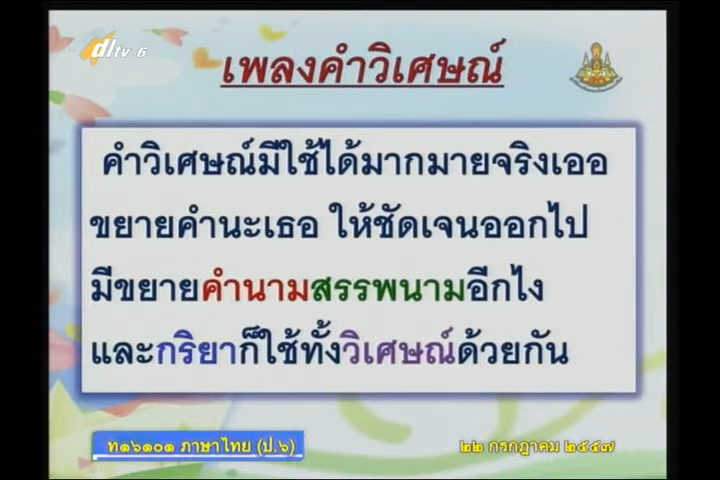 dltv 6
เพลงคำวิเศษณ์
คำวิเศษณ์มีใช้ได้มากมายจริงเออ
ขยายคำนะเธอ ให้ชัดเจนออกไป
มีขยายคำนามสรรพนามอีกไง
และกริยาก็ใช้ทั้งวิเศษณ์ด้วยกัน
ท๑๖๑๐๑ ภาษาไทย (ป.๖)
๒๒ กรกฎาคม ๒๕๕๗